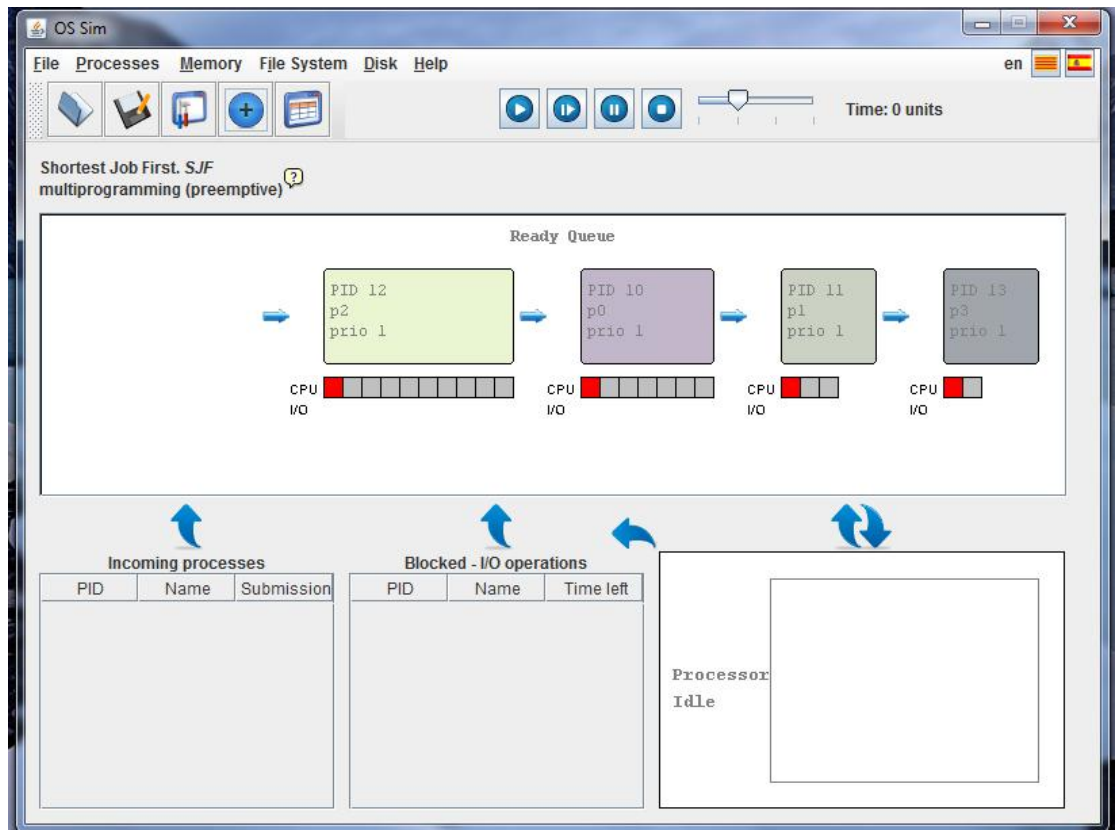 OS Sim
File Processes Memory File System Disk Help en
Time: 0 units
Shortest Job First. SJF
multiprogramming (preemptive)
Ready Queue
PID 12
p2
prio 1
CPU
I/O
PID 10
p0
prio 1
CPU
I/O
PID 11
p1
prio 1
CPU
I/O
PID 13
p3
prio 1
CPU
I/O
Incoming processes
PID Name Submission
Blocked - I/O operations
PID Name Time left
Processor
Idle